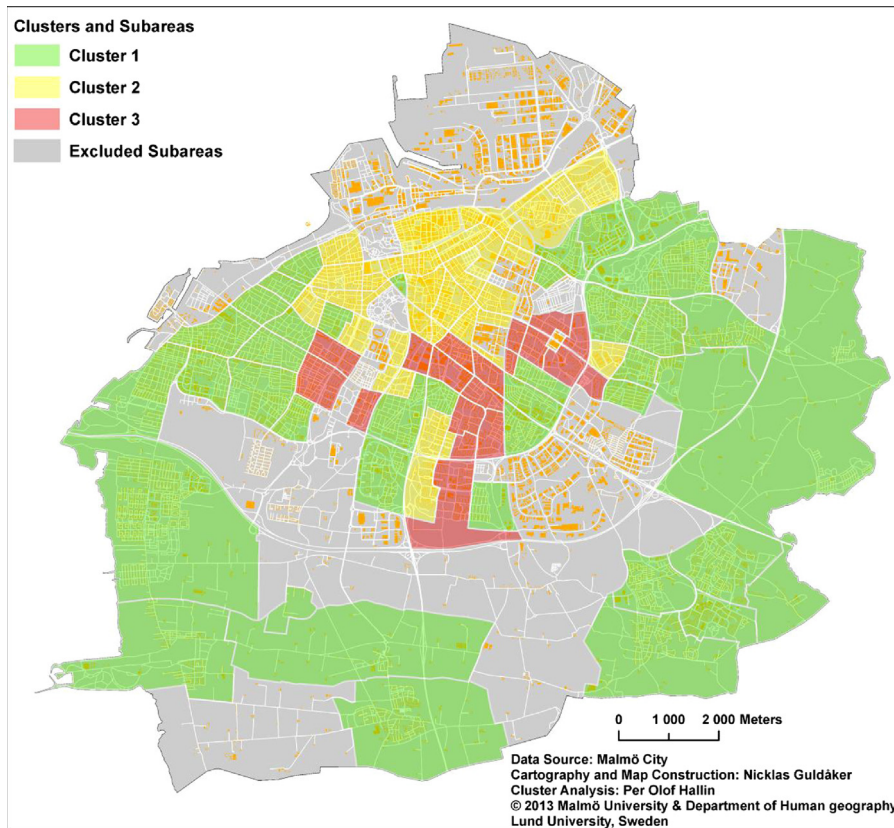 Clusters and Subareas
Cluster 1
Cluster 2
Cluster 3
Excluded Subareas
0 1 000 2 000 Meters
Data Source: Malmö City
Cartography and Map Construction: Nicklas Guldåker
Cluster Analysis: Per Olof Hallin
© 2013 Malmö University & Department of Human geography
Lund University, Sweden